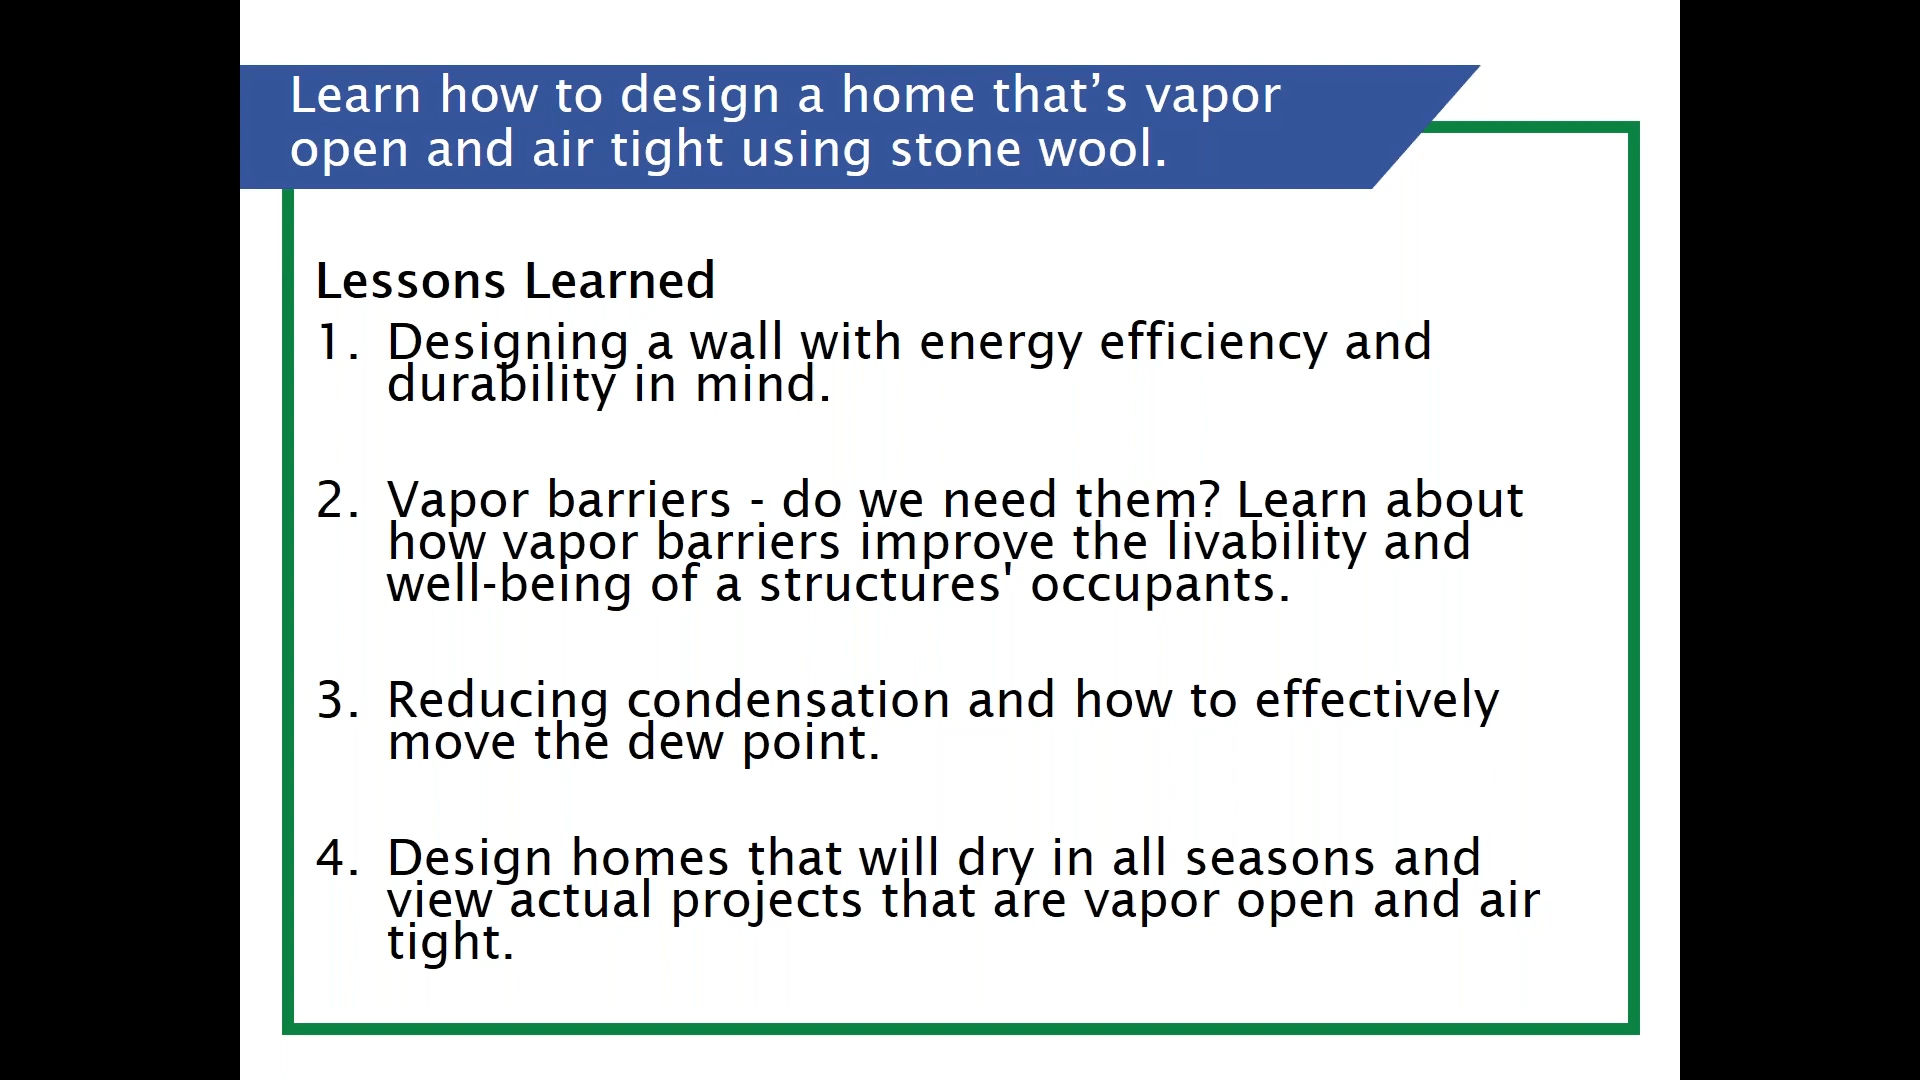 Learn how to design a home that’s vapor
open and air tight using stone wool.
Lessons Learned
1. Designing a wall with energy efficiency and
durability in mind.
2. Vapor barriers - do we need them? Learn about
how vapor barriers improve the livability and
well-being of a structures' occupants.
3. Reducing condensation and how to effectively
move the dew point.
4. Design homes that will dry in all seasons and
view actual projects that are vapor open and air
tight.